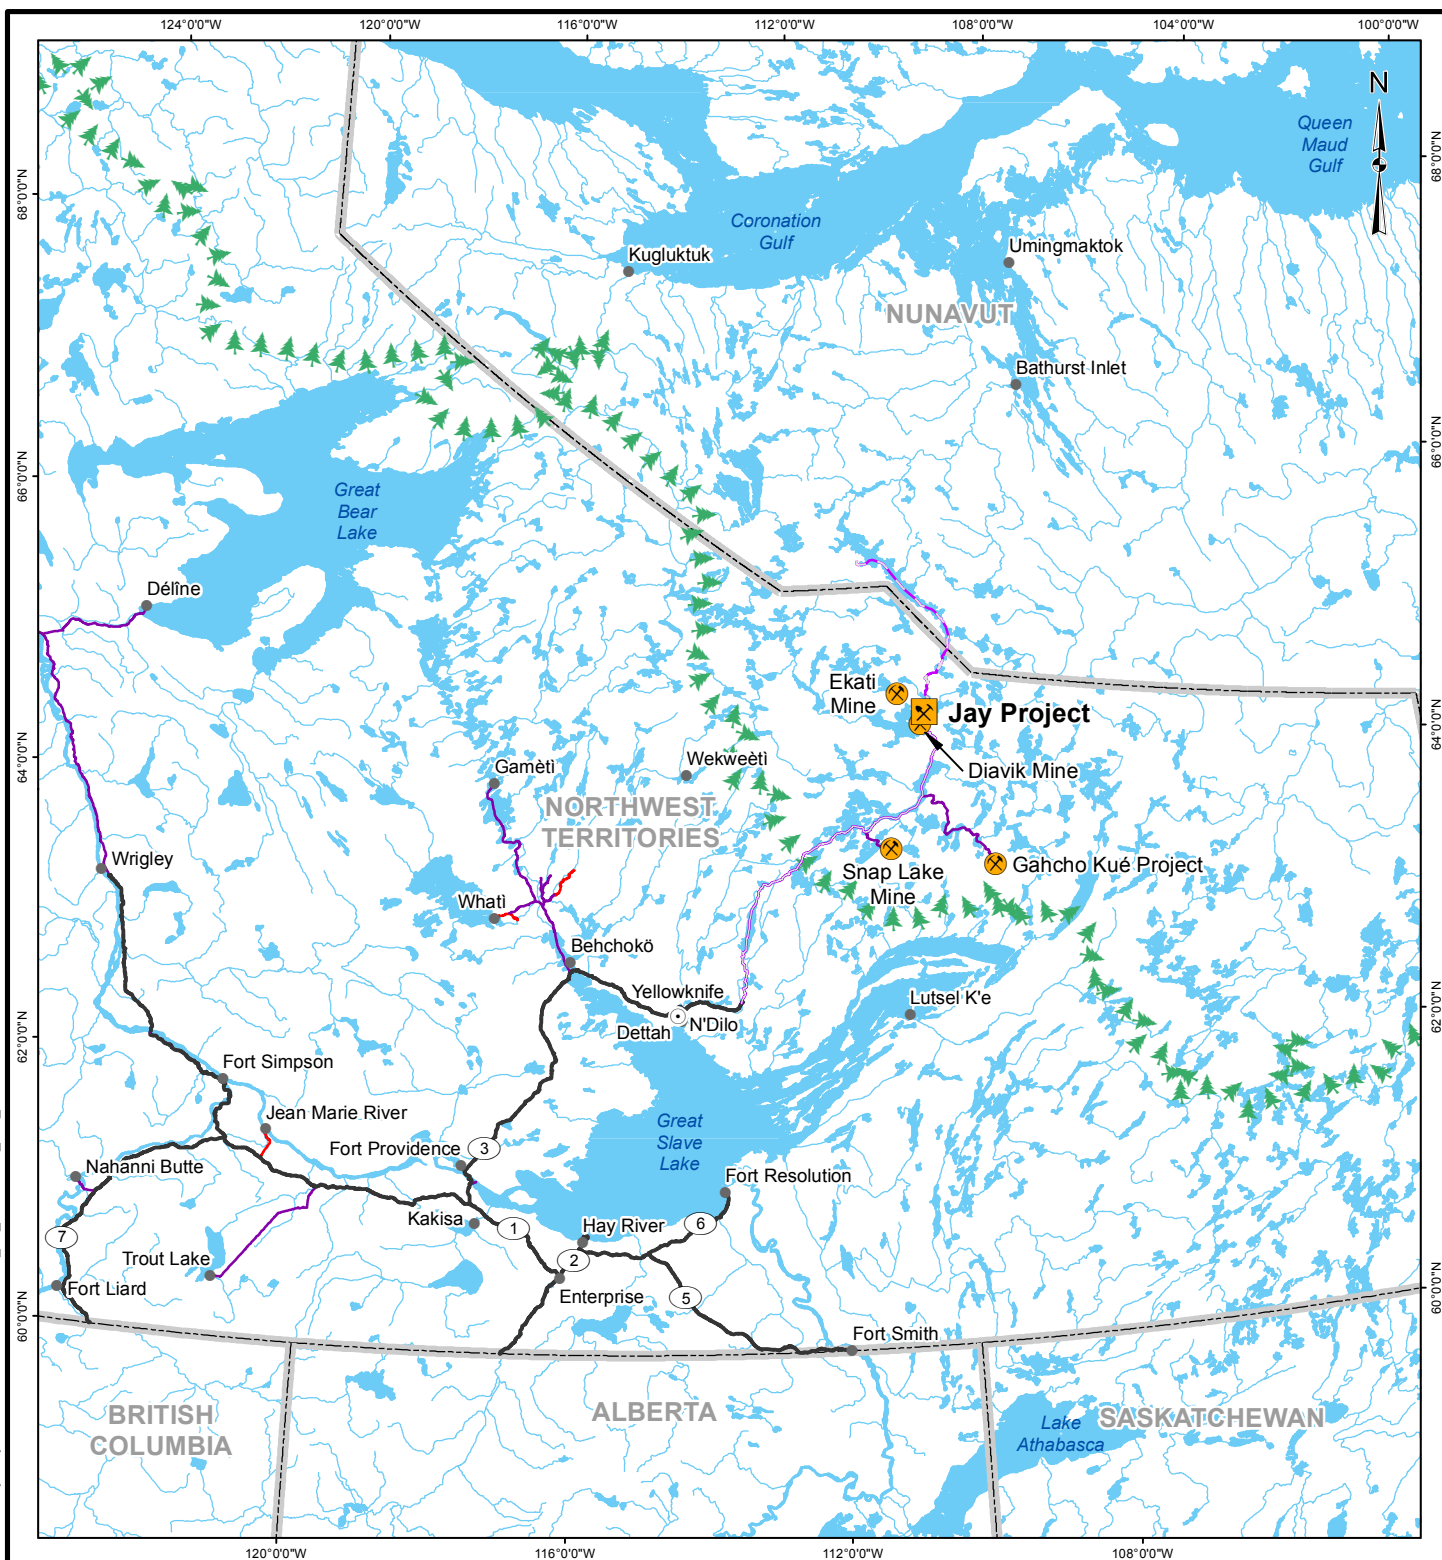 124°0'0"W
120°0'0"W
116°0'0"W
112°0'0"W
108°0'0"W
104°0'0"W
100°0'0"W
N
Queen
Maud
Gulf
68°0'0"N
68°0'0"N
Coronation
Gulf
Kugluktuk
Umingmaktok
NUNAVUT
Bathurst Inlet
66°0'0"N
66°0'0"N
Great
Bear
Lake
Délîne
Ekati
Mine
Jay Project
64°0'0"N
64°0'0"N
Diavik Mine
Wekweètì
Gamètì
NORTHWEST
TERRITORIES
Wrigley
Snap Lake
Mine
Gahcho Kué Project
Whatì
Behchokö
Yellowknife
N'Dilo
Dettah
Lutsel K'e
62°0'0"N
62°0'0"N
Fort Simpson
Jean Marie River
Fort Providence
3
Great
Slave
Lake
Nahanni Butte
Fort Resolution
Kakisa
1
Hay River
6
7
2
Trout Lake
Fort Liard
Enterprise
5
60°0'0"N
60°0'0"N
Fort Smith
BRITISH
COLUMBIA
ALBERTA
SASKATCHEWAN
Lake
Athabasca
120°0'0"W
116°0'0"W
112°0'0"W
108°0'0"W